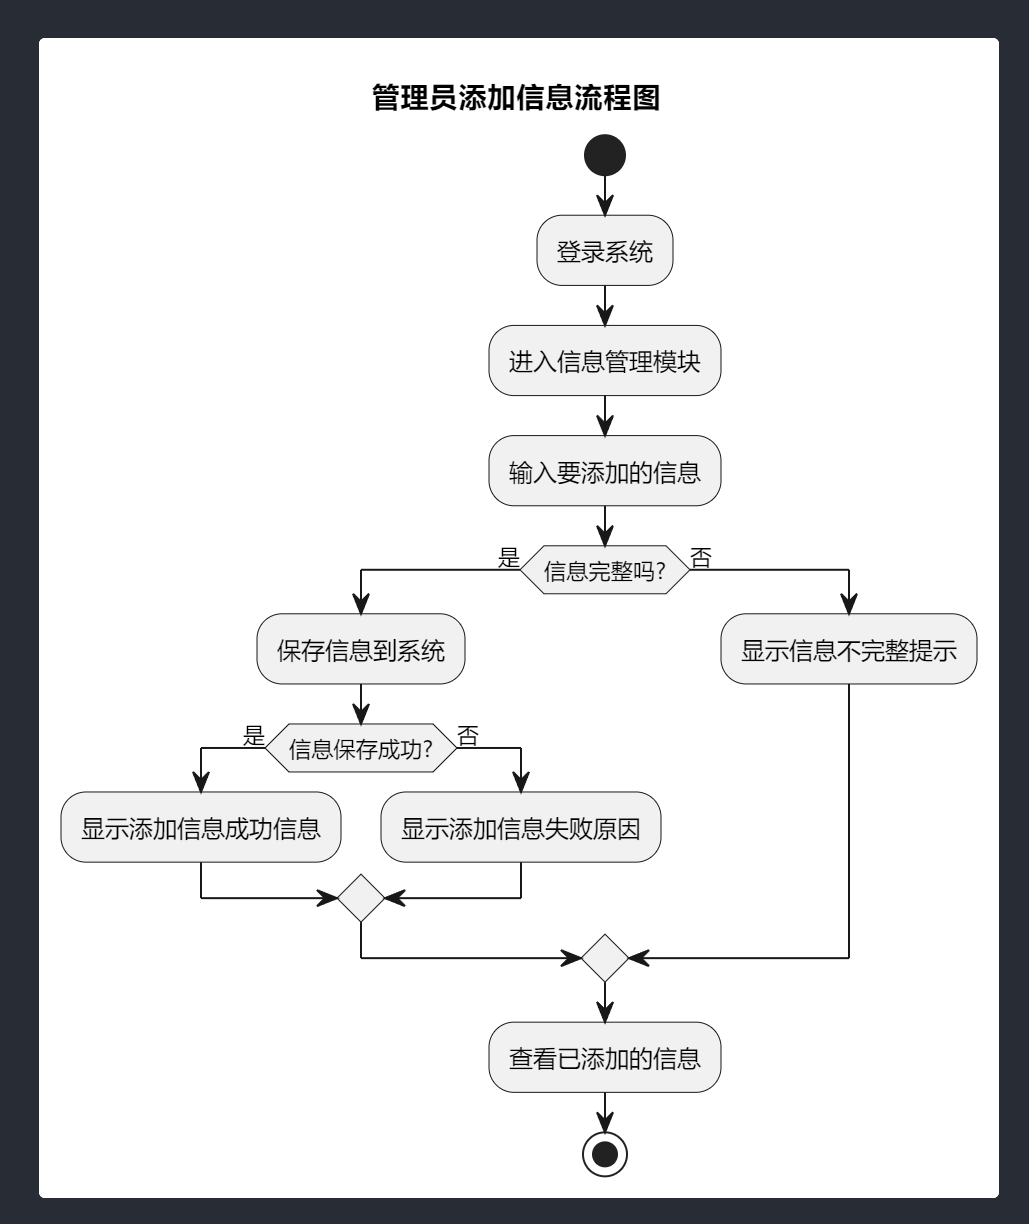 管理员添加信息流程图
登录系统
进入信息管理模块
输入要添加的信息
是
信息完整吗?
否
保存信息到系统
显示信息不完整提示
是
信息保存成功?
否
显示添加信息成功信息
显示添加信息失败原因
查看已添加的信息